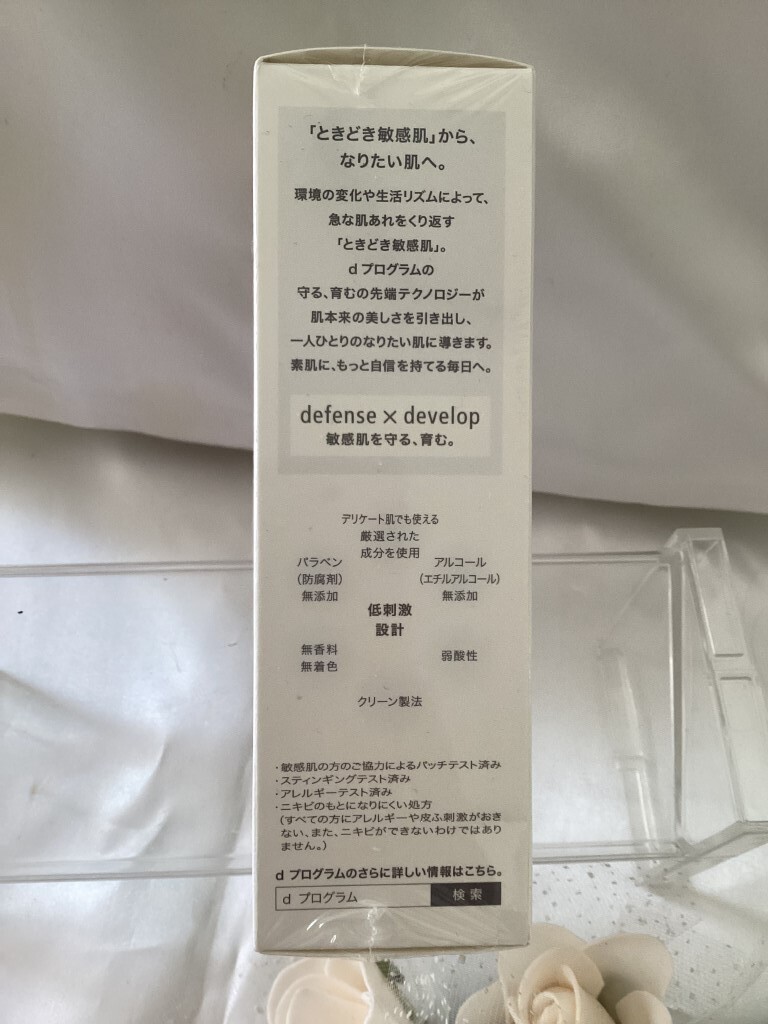 「ときどき敏感肌」から、
なりたい肌へ。
環境の変化や生活リズムによって、
急な肌あれをくり返す
「ときどき敏感肌」。
d プログラムの
守る、育むの先端テクノロジーが
肌本来の美しさを引き出し、
一人ひとりのなりたい肌に導きます。
素肌に、もっと自信を持てる毎日へ。
defense × develop
敏感肌を守る、育む。
デリケート肌でも使える
厳選された
成分を使用
パラベン
(防腐剤)
無添加
アルコール
(エチルアルコール)
無添加
低刺激
設計
無香料
無着色
弱酸性
クリーン製法
・敏感肌の方のご協力によるパッチテスト済み
・スティンギングテスト済み
・アレルギーテスト済み
・ニキビのもとになりにくい処方
(すべての方にアレルギーや皮ふ刺激がおき
ない、また、ニキビができないわけではあり
ません。)
d プログラムのさらに詳しい情報はこちら。
d プログラム 検索